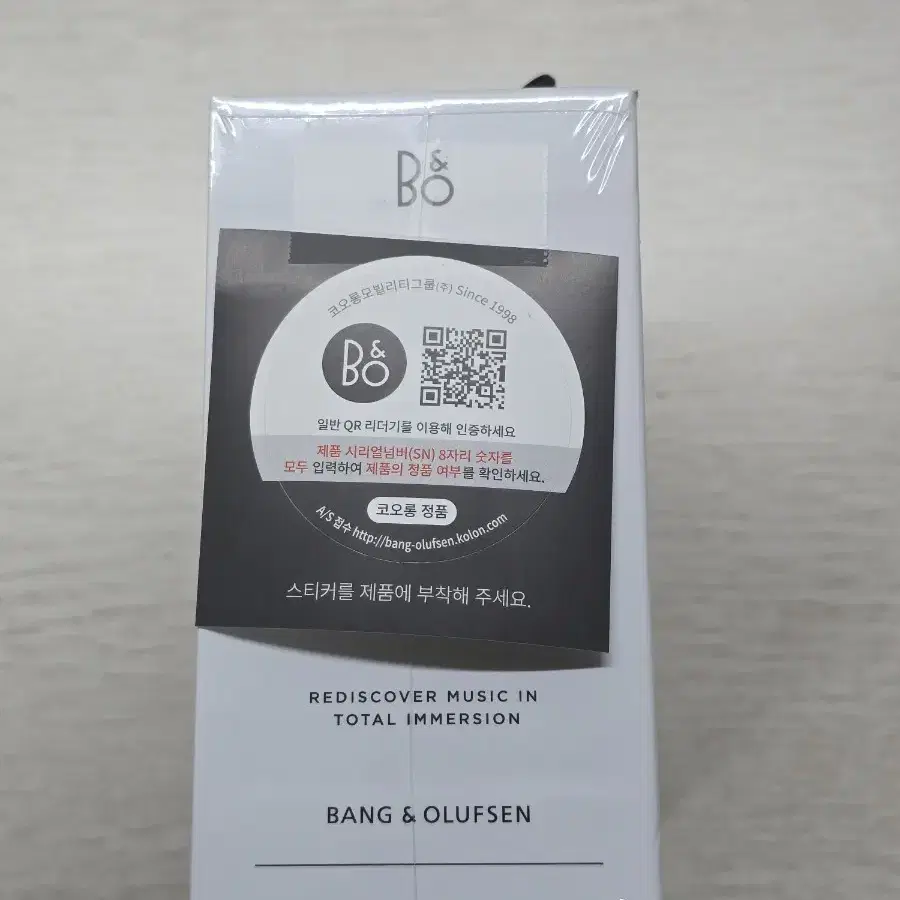 B&O
코오롱모빌리티그룹(주) Since 1998
B&O
일반 QR 리더기를 이용해 인증하세요
제품 시리얼넘버(SN) 8자리 숫자를
모두 입력하여 제품의 정품 여부를 확인하세요.
코오롱 정품
A/S 접수 http://bang-olufsen.kolon.com
스티커를 제품에 부착해 주세요.
REDISCOVER MUSIC IN
TOTAL IMMERSION
BANG & OLUFSEN